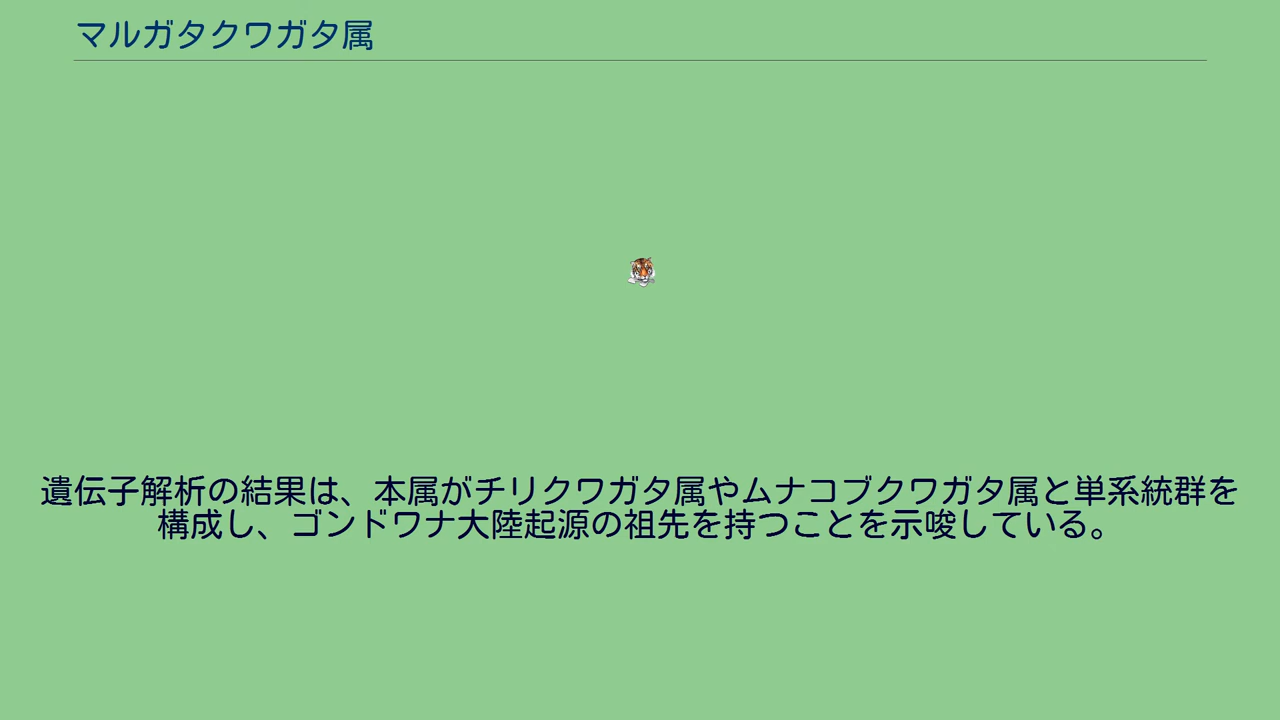 マルガタクワガタ属
遺伝子解析の結果は、本属がチリクワガタ属やムナコブクワガタ属と単系統群を
構成し、ゴンドワナ大陸起源の祖先を持つことを示唆している。